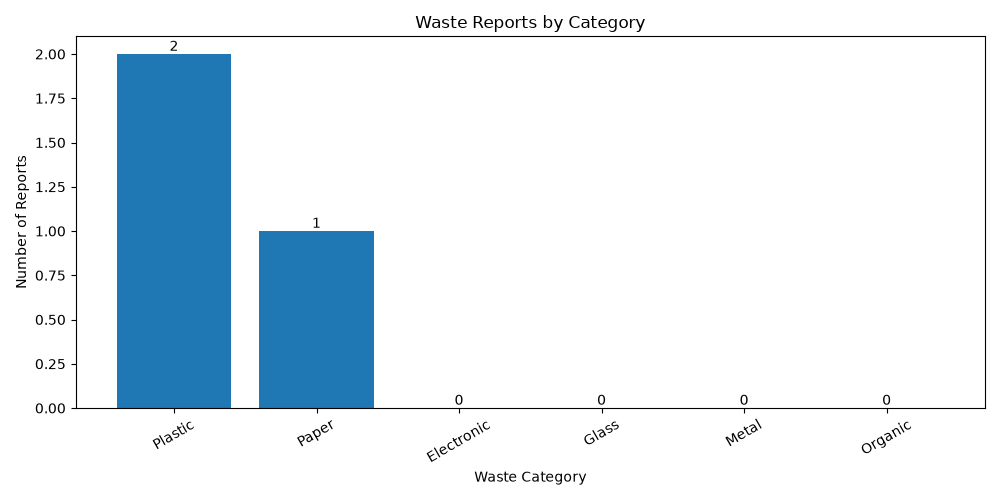 Waste Reports by Category
Number of Reports
2.00
1.75
1.50
1.25
1.00
0.75
0.50
0.25
0.00
2
1
0
0
0
0
Plastic
Paper
Electronic
Glass
Metal
Organic
Waste Category